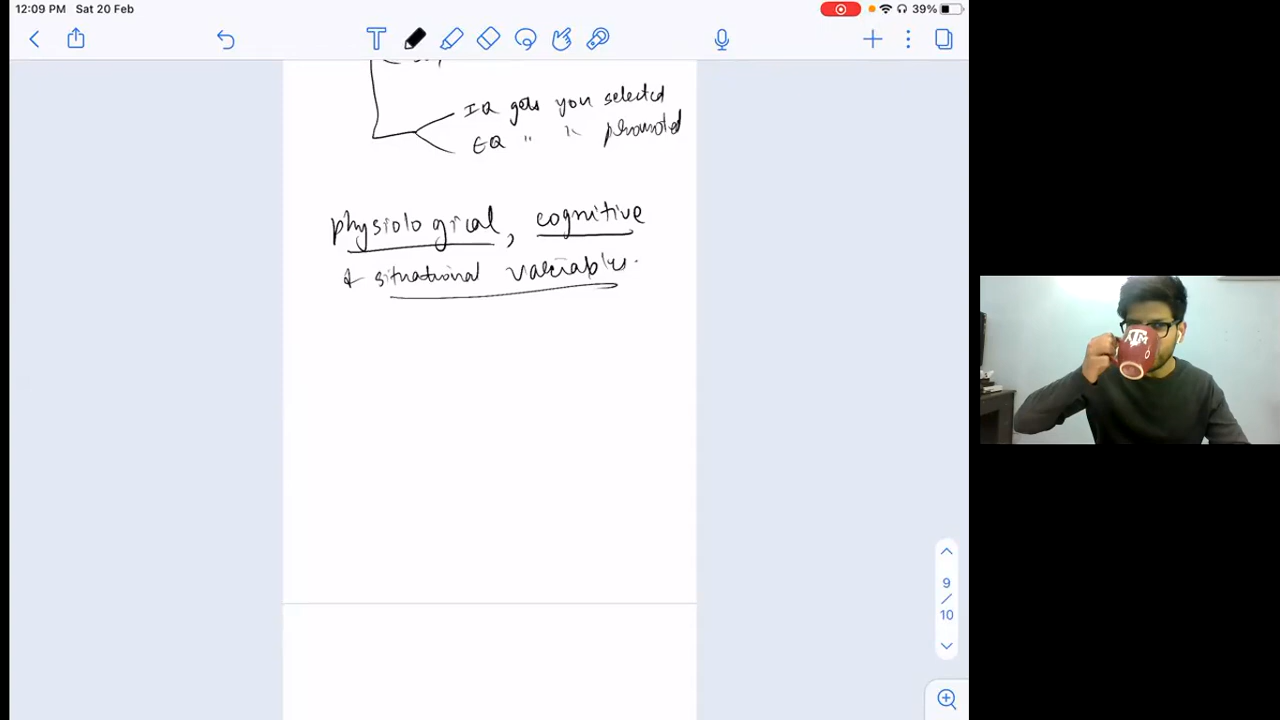 12:09 PM Sat 20 Feb
39%
T
IQ gets you selected
EQ " " promoted
physiological, cognitive
& situational variables.
9
/
10
ATM